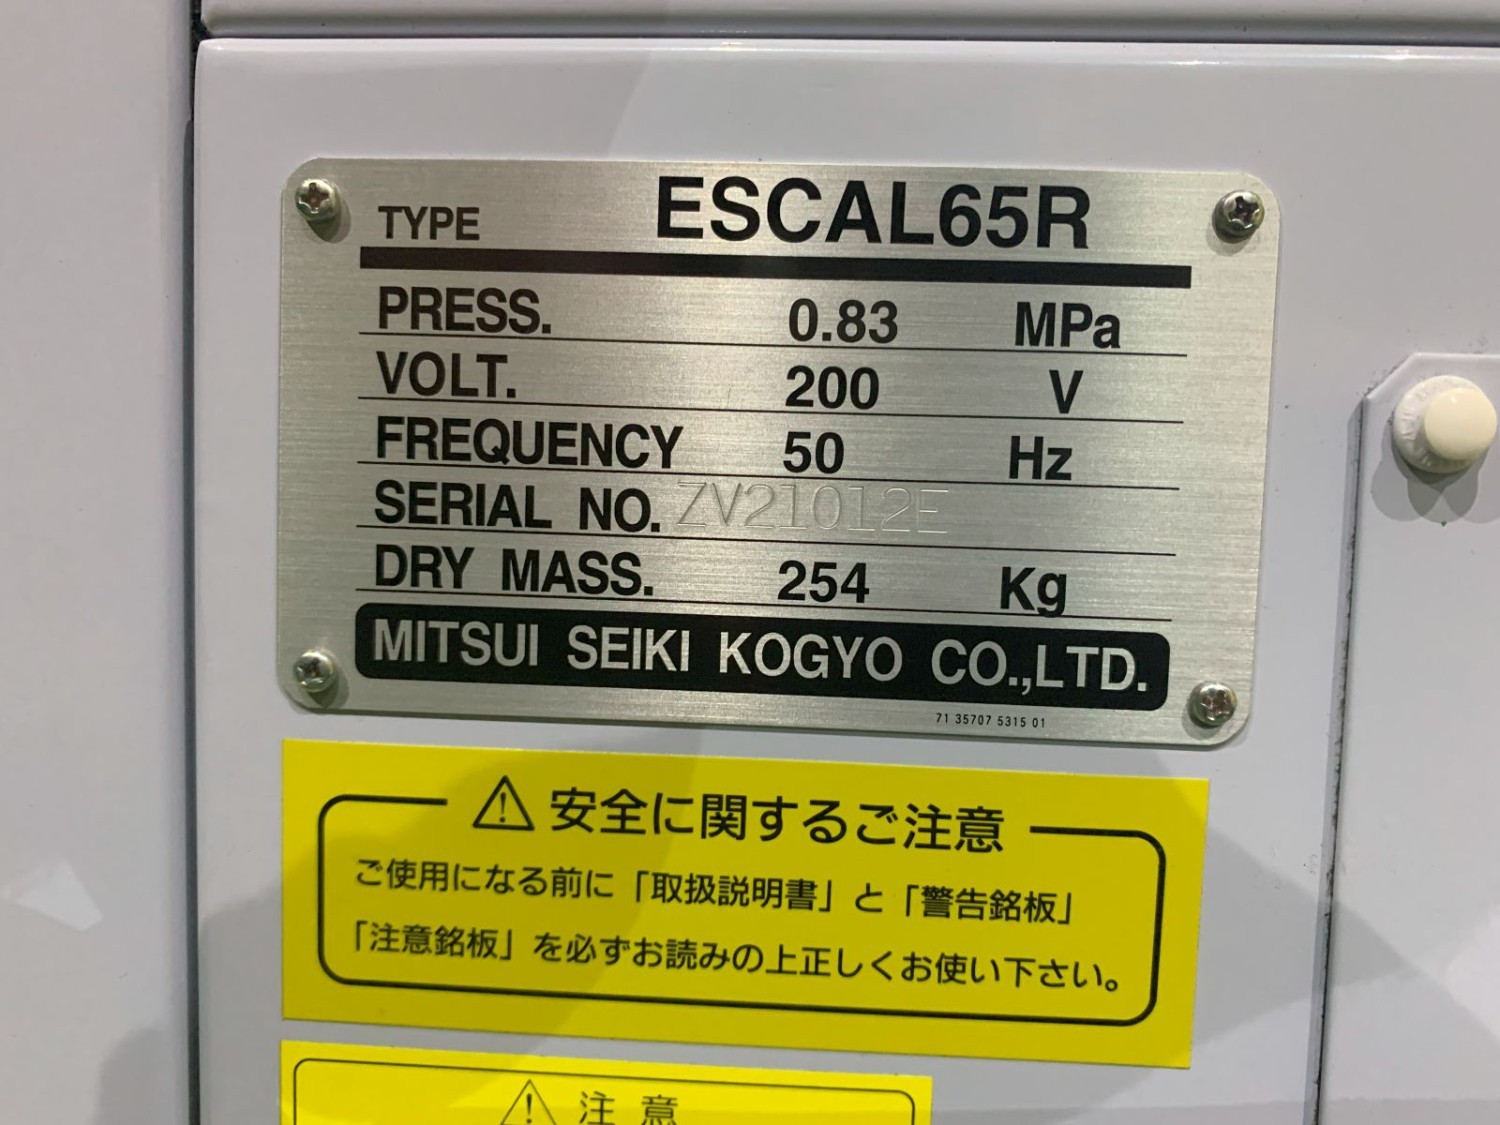 TYPE ESCAL65R
PRESS. 0.83 MPa
VOLT. 200 V
FREQUENCY 50 Hz
SERIAL NO. ZV21012E
DRY MASS. 254 Kg
MITSUI SEIKI KOGYO CO.,LTD.
71 35707 5315 01
安全に関するご注意
ご使用になる前に「取扱説明書」と「警告銘板」
「注意銘板」を必ずお読みの上正しくお使い下さい。
注 意